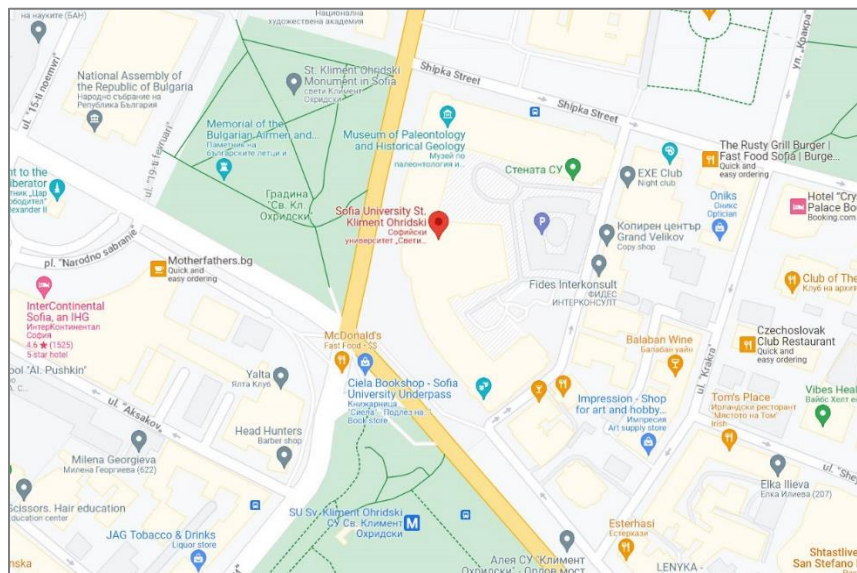 на науките (БАН)
Национална
художествена академия
ul. "15-ti noemvri"
National Assembly of
the Republic of Bulgaria
Народно събрание на
Република България
St. Kliment Ohridski
Monument in Sofia
свети Климент
Охридски
Shipka Street
Shipka Street
ул. „Кракра"
Memorial of the
Bulgarian Airmen and...
Паметник на
българските летци и...
Museum of Paleontology
and Historical Geology
Музей по
палеонтология и...
Стената СУ
EXE Club
Night club
The Rusty Grill Burger |
Fast Food Sofia | Burge...
Quick and
easy ordering
ul. "19-ti fevruari"
Градина
"Св. Кл.
Охридски"
Sofia University St.
Kliment Ohridski
Софийски
университет „Свети...
P
Oniks
Оникс
Optician
Hotel "Cry
Palace Bo
Booking.com
Копирен център
Grand Velikov
Copy shop
pl. "Narodno sabranie"
Motherfathers.bg
Quick and
easy ordering
Fides Interkonsult
ФИДЕС
ИНТЕРКОНСУЛТ
Club of The
Клуб на архит
InterContinental
Sofia, an IHG
ИнтерКонтинентал
София
4.6 ★ (1525)
5-star hotel
McDonald's
Fast Food · $$
Balaban Wine
Балабан уайн
Czechoslovak
Club Restaurant
Quick and
easy ordering
ool "Al. Pushkin"
Yalta
Ялта Клуб
Ciela Bookshop - Sofia
University Underpass
Книжарница
"Сиела" - Подлез на...
Book store
ul. "Krakra"
ul. "Aksakov"
Impression - Shop
for art and hobby...
Импресия
Art supply store
Tom's Place
Ирландски ресторант
"Мястото на Том"
Irish
Vibes Heal
Head Hunters
Barber shop
Milena Georgieva
Милена Георгиева (622)
ul. "She
Elka Ilieva
Елка Илиева (207)
Scissors. Hair education
SU Sv. Kliment Ohridski
СУ Св. Климент
Охридски
M
JAG Tobacco & Drinks
Liquor store
Esterhasi
Естерхази
Алея СУ "Климент
Охридски" - Орлов мост
LENYKA -
Shtastlive
San Stefano